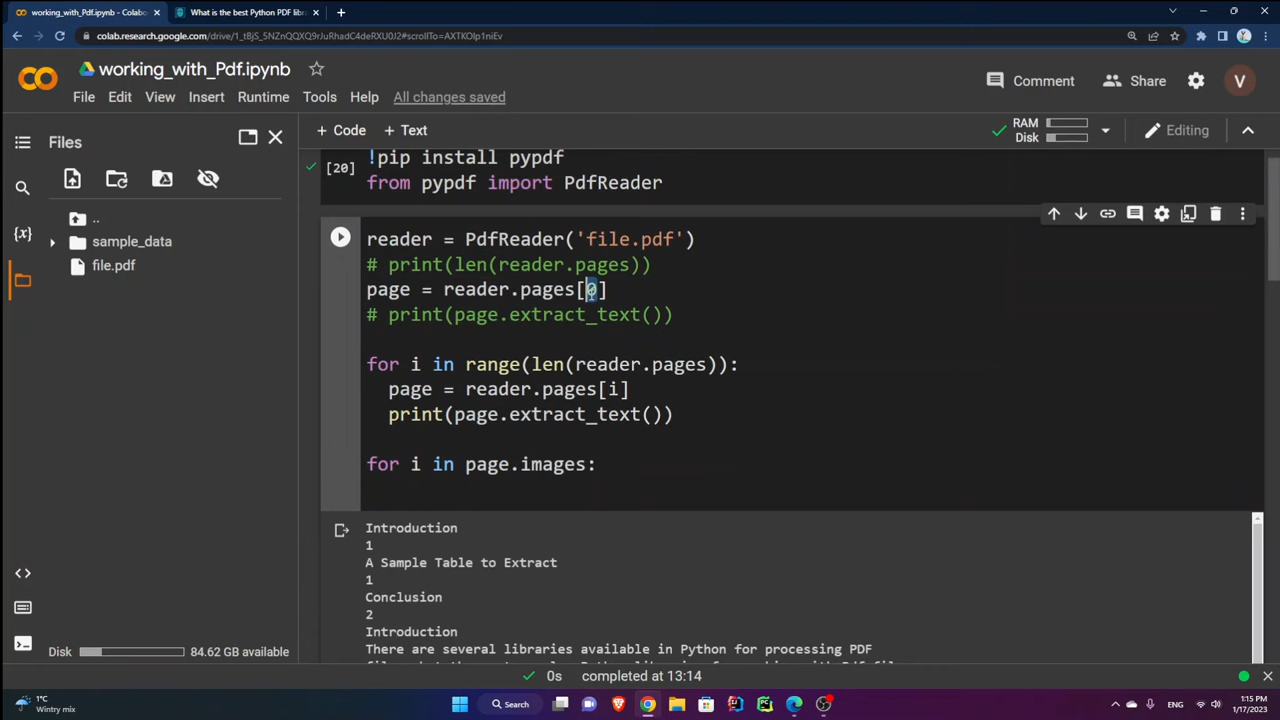 working_with_Pdf.ipynb - Colabo
What is the best Python PDF libr
colab.research.google.com/drive/1_tBjS_5NZnQQXQ9rJuRhadC4deRXU0J2#scrollTo=AXTKOlp1niEv
working_with_Pdf.ipynb
File Edit View Insert Runtime Tools Help All changes saved
Comment Share V
Files
+ Code + Text
RAM
Disk
Editing
..
sample_data
file.pdf
[20]
!pip install pypdf
from pypdf import PdfReader
reader = PdfReader('file.pdf')
# print(len(reader.pages))
page = reader.pages[0]
# print(page.extract_text())
for i in range(len(reader.pages)):
page = reader.pages[i]
print(page.extract_text())
for i in page.images:
Introduction
1
A Sample Table to Extract
1
Conclusion
2
Introduction
There are several libraries available in Python for processing PDF
Disk 84.62 GB available
0s completed at 13:14
1°C
Wintry mix
Search
ENG
1:15 PM
1/17/2023